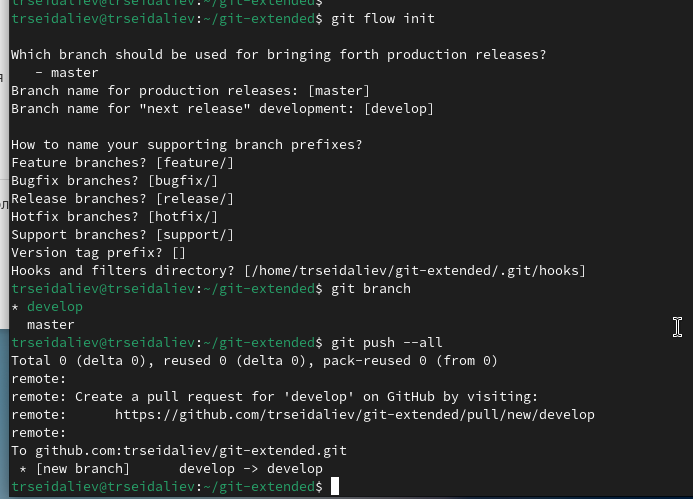 trseidaliev@trseidaliev:~/git-extended$
trseidaliev@trseidaliev:~/git-extended$ git flow init
Which branch should be used for bringing forth production releases?
   - master
Branch name for production releases: [master]
Branch name for "next release" development: [develop]
How to name your supporting branch prefixes?
Feature branches? [feature/]
Bugfix branches? [bugfix/]
Release branches? [release/]
Hotfix branches? [hotfix/]
Support branches? [support/]
Version tag prefix? []
Hooks and filters directory? [/home/trseidaliev/git-extended/.git/hooks]
trseidaliev@trseidaliev:~/git-extended$ git branch
* develop
  master
trseidaliev@trseidaliev:~/git-extended$ git push --all
Total 0 (delta 0), reused 0 (delta 0), pack-reused 0 (from 0)
remote:
remote: Create a pull request for 'develop' on GitHub by visiting:
remote:      https://github.com/trseidaliev/git-extended/pull/new/develop
remote:
To github.com:trseidaliev/git-extended.git
 * [new branch]      develop -> develop
trseidaliev@trseidaliev:~/git-extended$